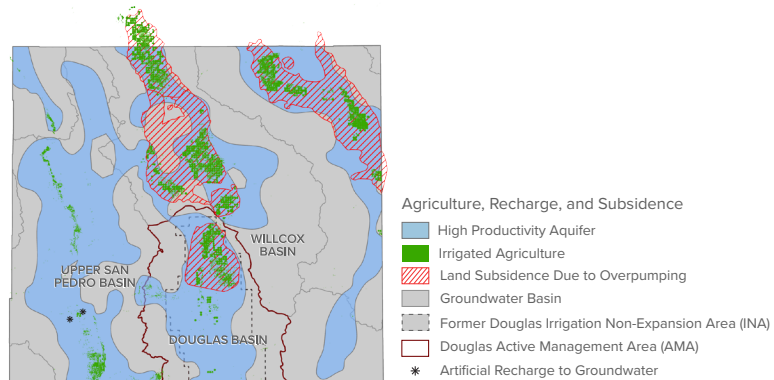 WILLCOX
BASIN
UPPER SAN
PEDRO BASIN
DOUGLAS BASIN
Agriculture, Recharge, and Subsidence
High Productivity Aquifer
Irrigated Agriculture
Land Subsidence Due to Overpumping
Groundwater Basin
Former Douglas Irrigation Non-Expansion Area (INA)
Douglas Active Management Area (AMA)
Artificial Recharge to Groundwater